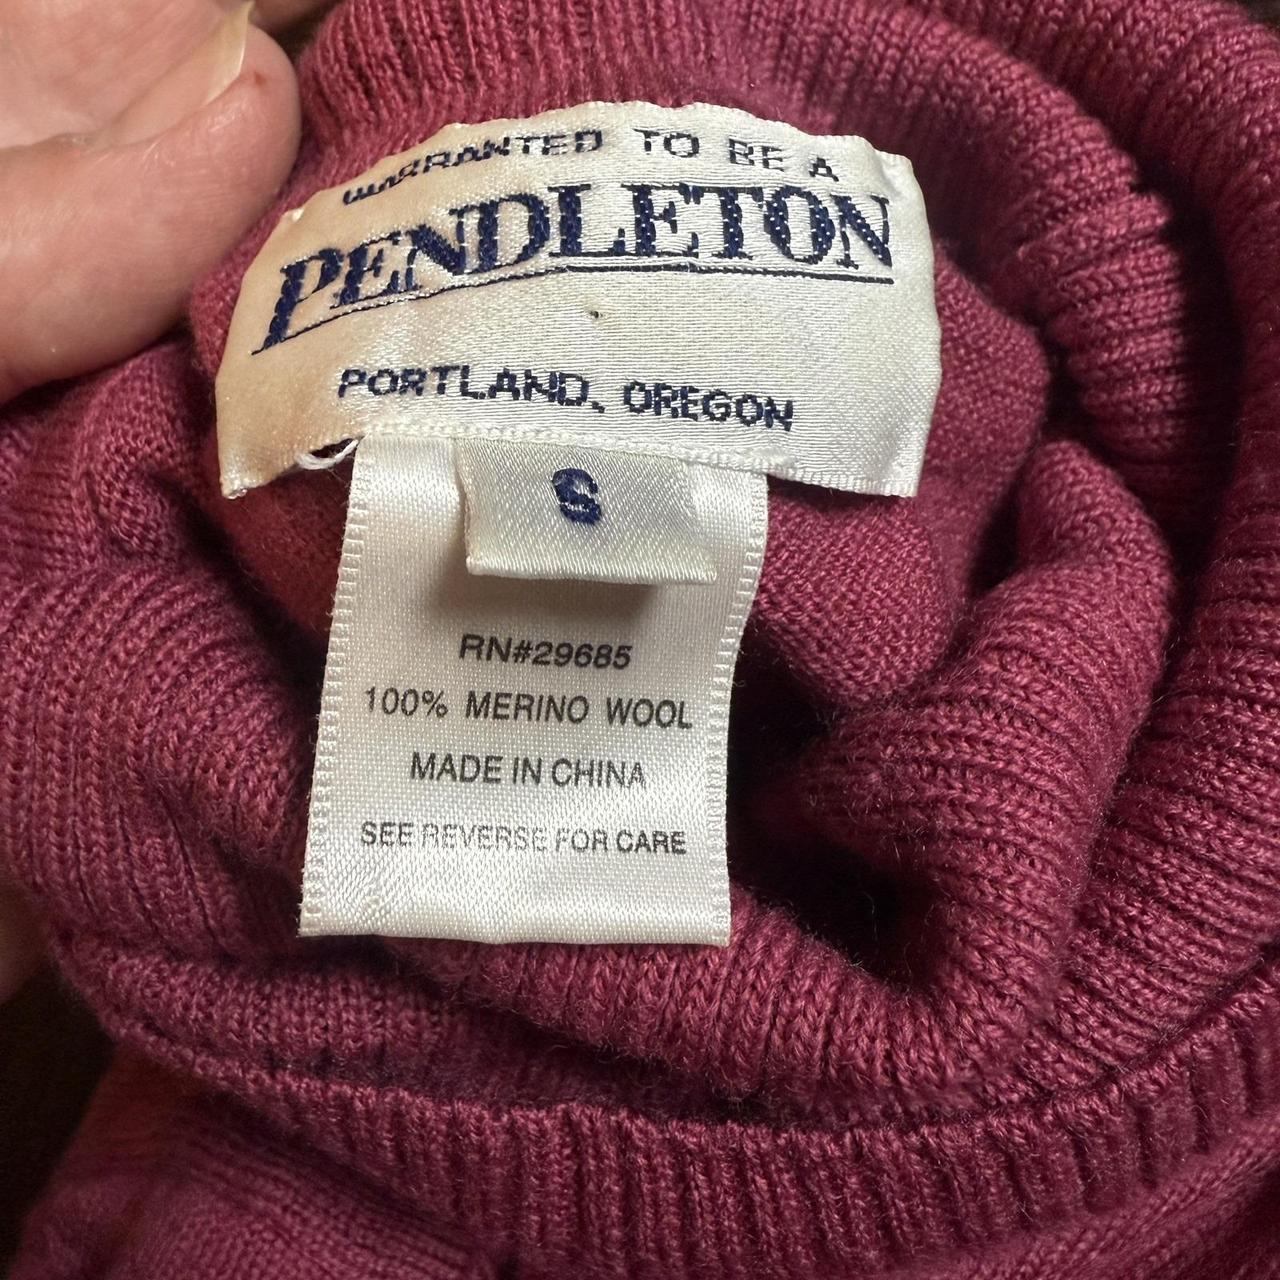 WARRANTED TO BE A
PENDLETON
PORTLAND, OREGON
S
RN#29685
100% MERINO WOOL
MADE IN CHINA
SEE REVERSE FOR CARE